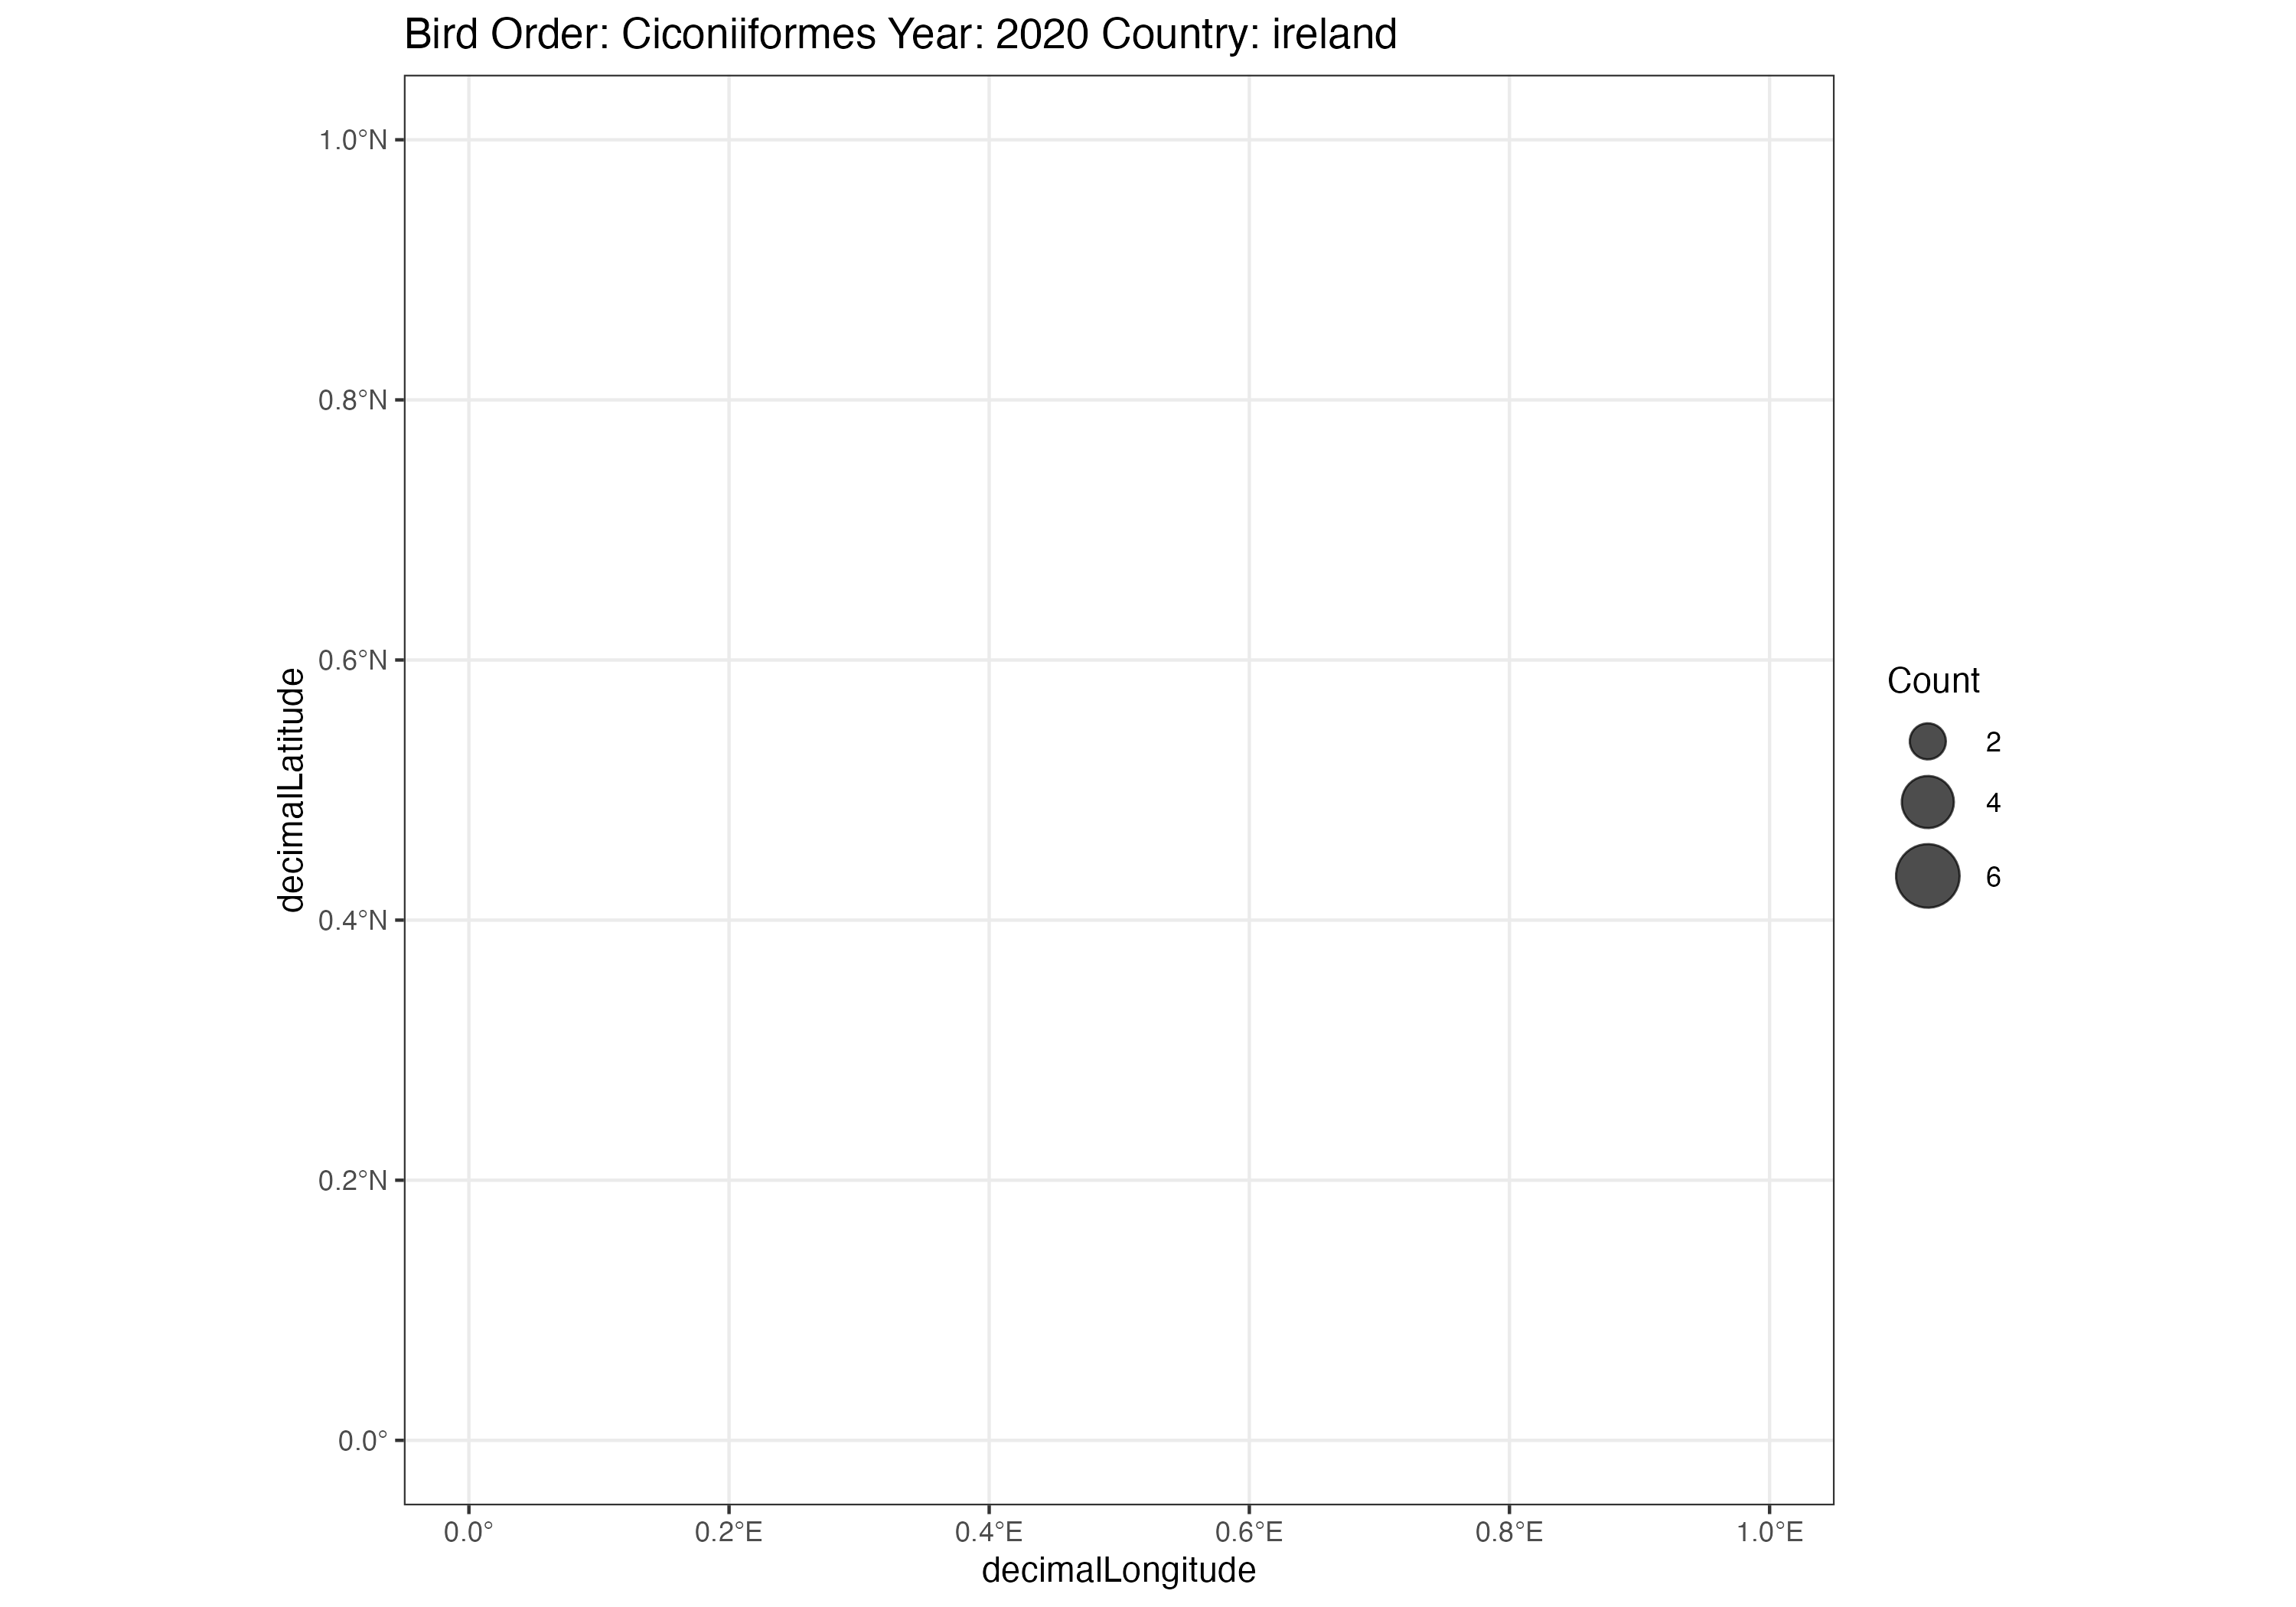 Bird Order: Ciconiiformes Year: 2020 Country: ireland
1.0°N
0.8°N
0.6°N
0.4°N
0.2°N
0.0°
decimalLatitude
0.0°
0.2°E
0.4°E
0.6°E
0.8°E
1.0°E
decimalLongitude
Count
2
4
6